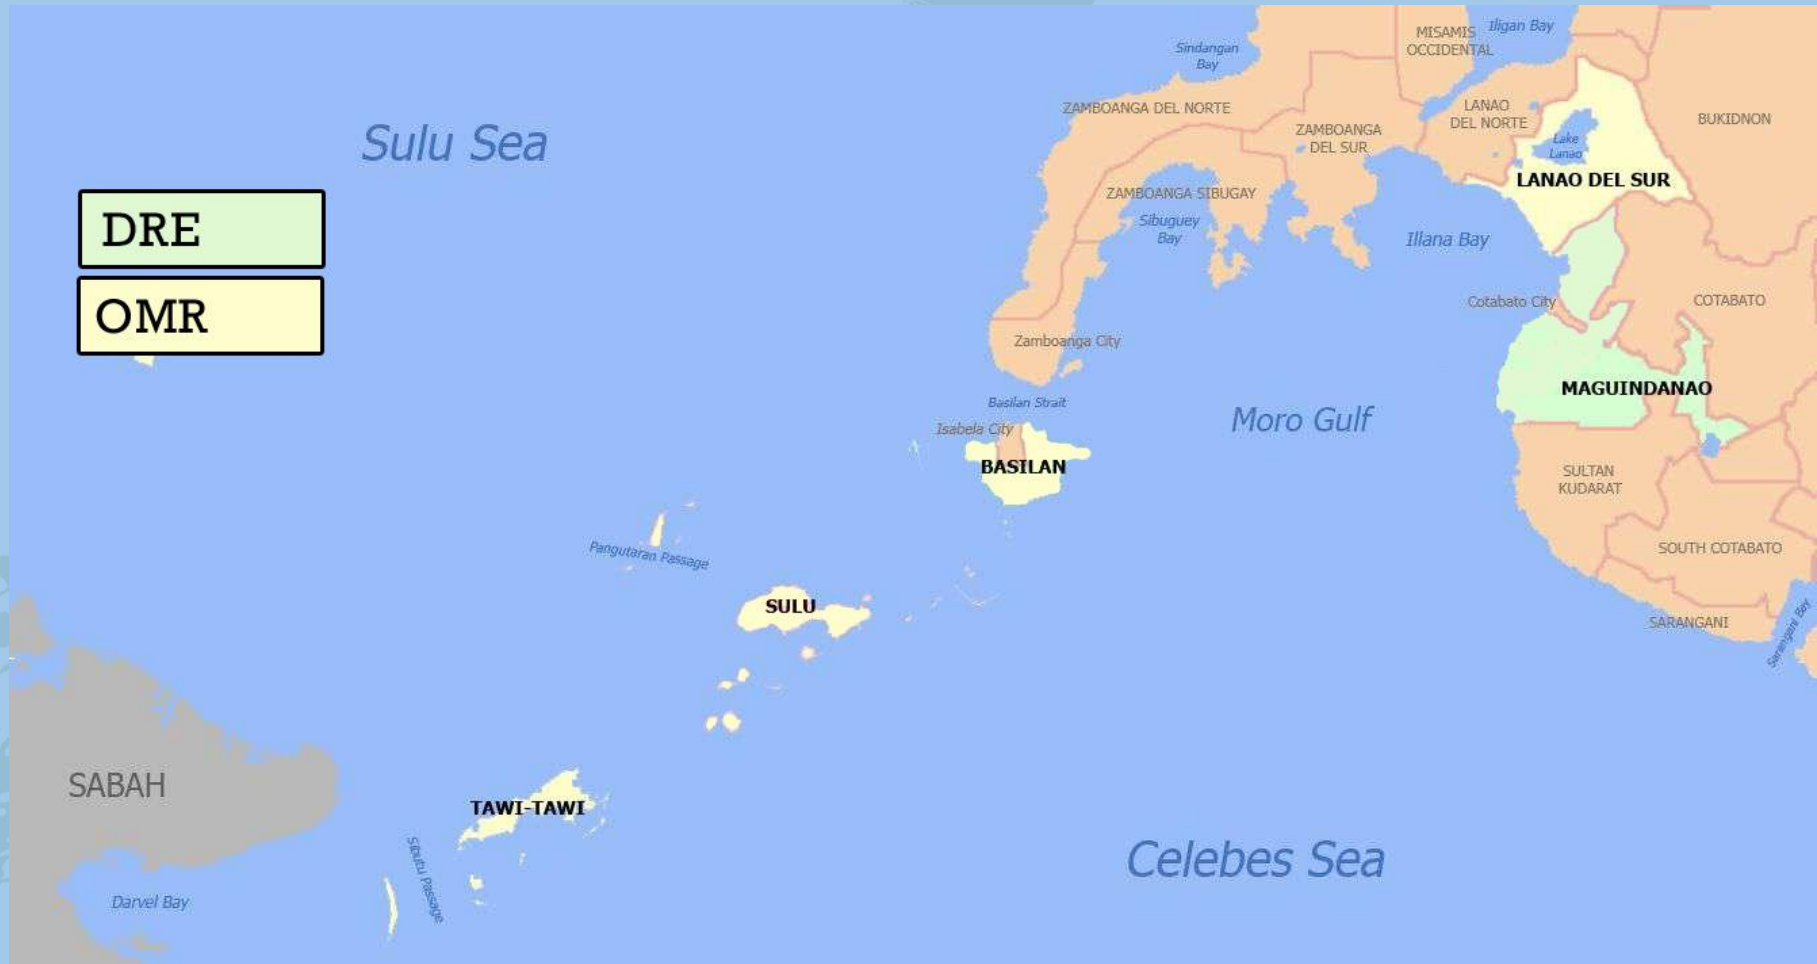 Iligan Bay
MISAMIS
OCCIDENTAL
Sindangan
Bay
ZAMBOANGA DEL NORTE
LANAO
DEL NORTE
BUKIDNON
ZAMBOANGA
DEL SUR
Lake
Lanao
Sulu Sea
LANAO DEL SUR
ZAMBOANGA SIBUGAY
DRE
Sibuguey
Bay
Illana Bay
OMR
Cotabato City
COTABATO
Zamboanga City
MAGUINDANAO
Basilan Strait
Moro Gulf
Isabela City
BASILAN
SULTAN
KUDARAT
Pangutaran Passage
SOUTH COTABATO
SULU
SARANGANI
Sarangani Bay
SABAH
TAWI-TAWI
Sibutu Passage
Celebes Sea
Darvel Bay